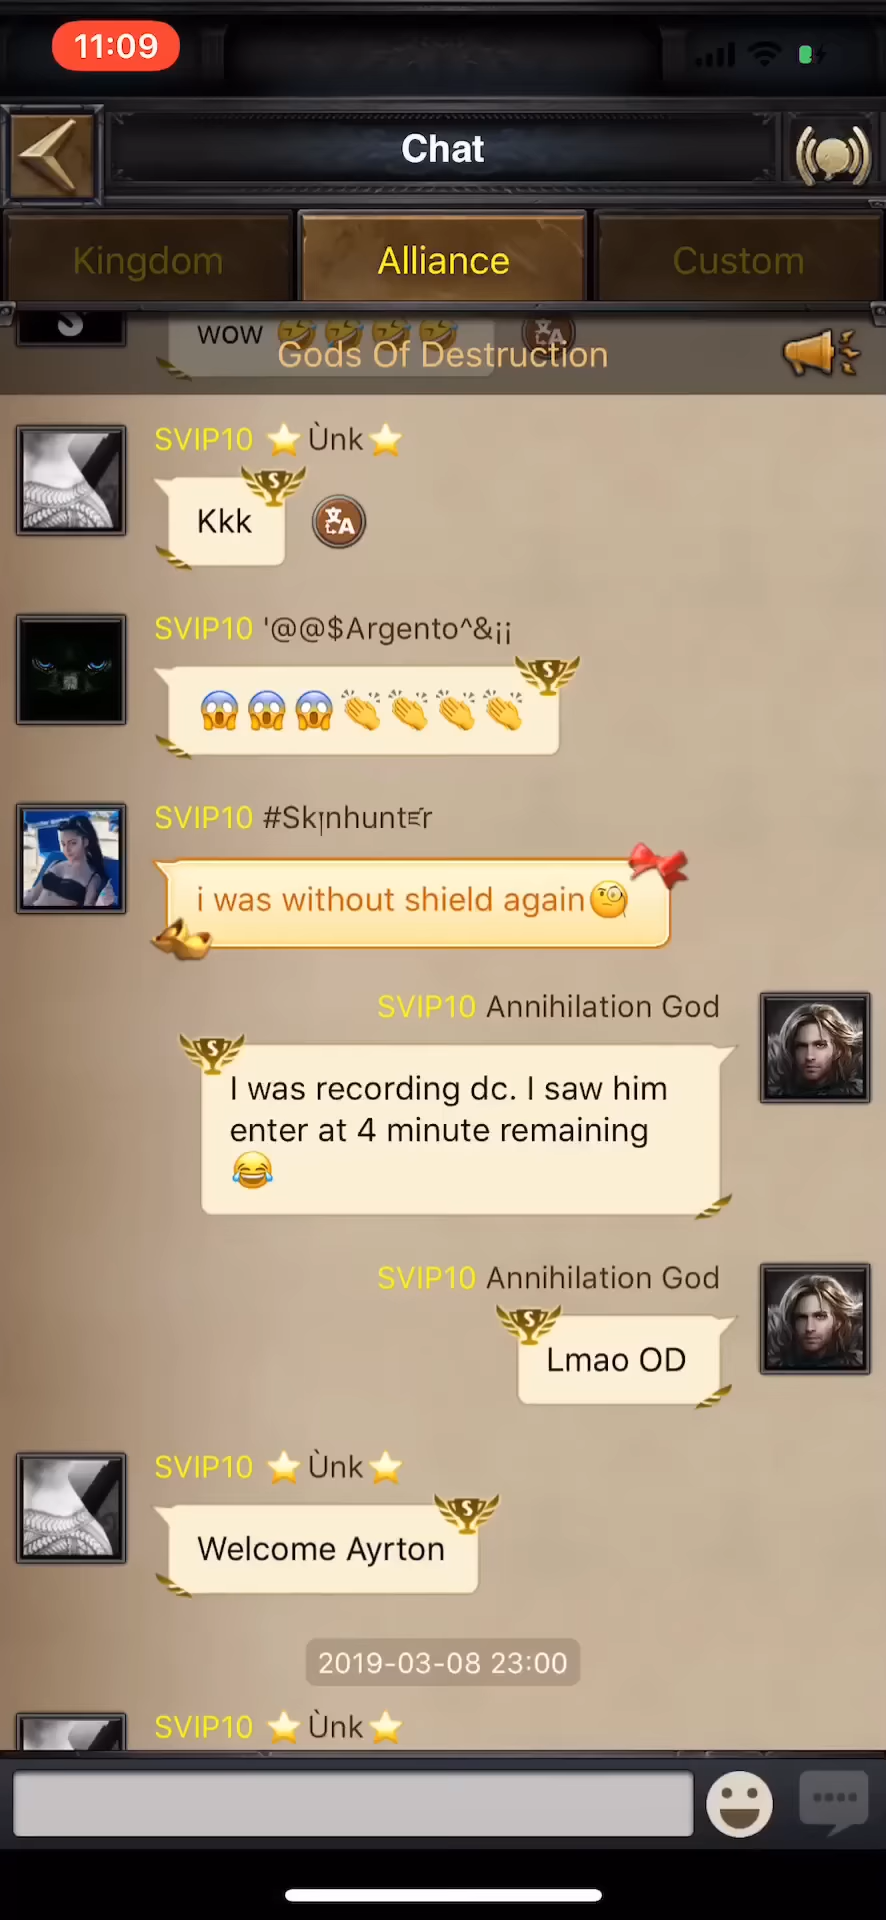 11:09
Chat
Kingdom
Alliance
Custom
wow 🤣🤣🤣🤣
Gods Of Destruction
SVIP10 ⭐Ùnk⭐
Kkk
SVIP10 '@@$Argento^&¡¡
😱😱😱👏👏👏👏
SVIP10 #Skļnhuntर्E
i was without shield again🧐
SVIP10 Annihilation God
I was recording dc. I saw him
enter at 4 minute remaining
😂
SVIP10 Annihilation God
Lmao OD
SVIP10 ⭐Ùnk⭐
Welcome Ayrton
2019-03-08 23:00
SVIP10 ⭐Ùnk⭐